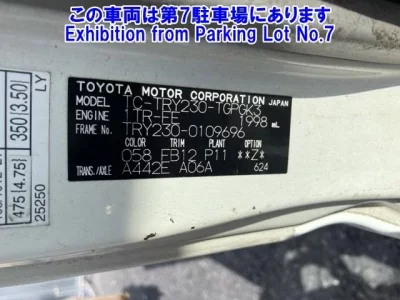 この車両は第7駐車場にあります
Exhibition from Parking Lot No.7
TOYOTA MOTOR CORPORATION JAPAN
MODEL TC-TRY230-TGPGK3
ENGINE 1TR-FE 1998 mL
FRAME NO. TRY230-0109696
COLOR TRIM PLANT OPTION
058 FB12 P11 **Z*
TRANS./AXLE A442E A06A 624
350 [3.50] LY
475 [4.75]
25250